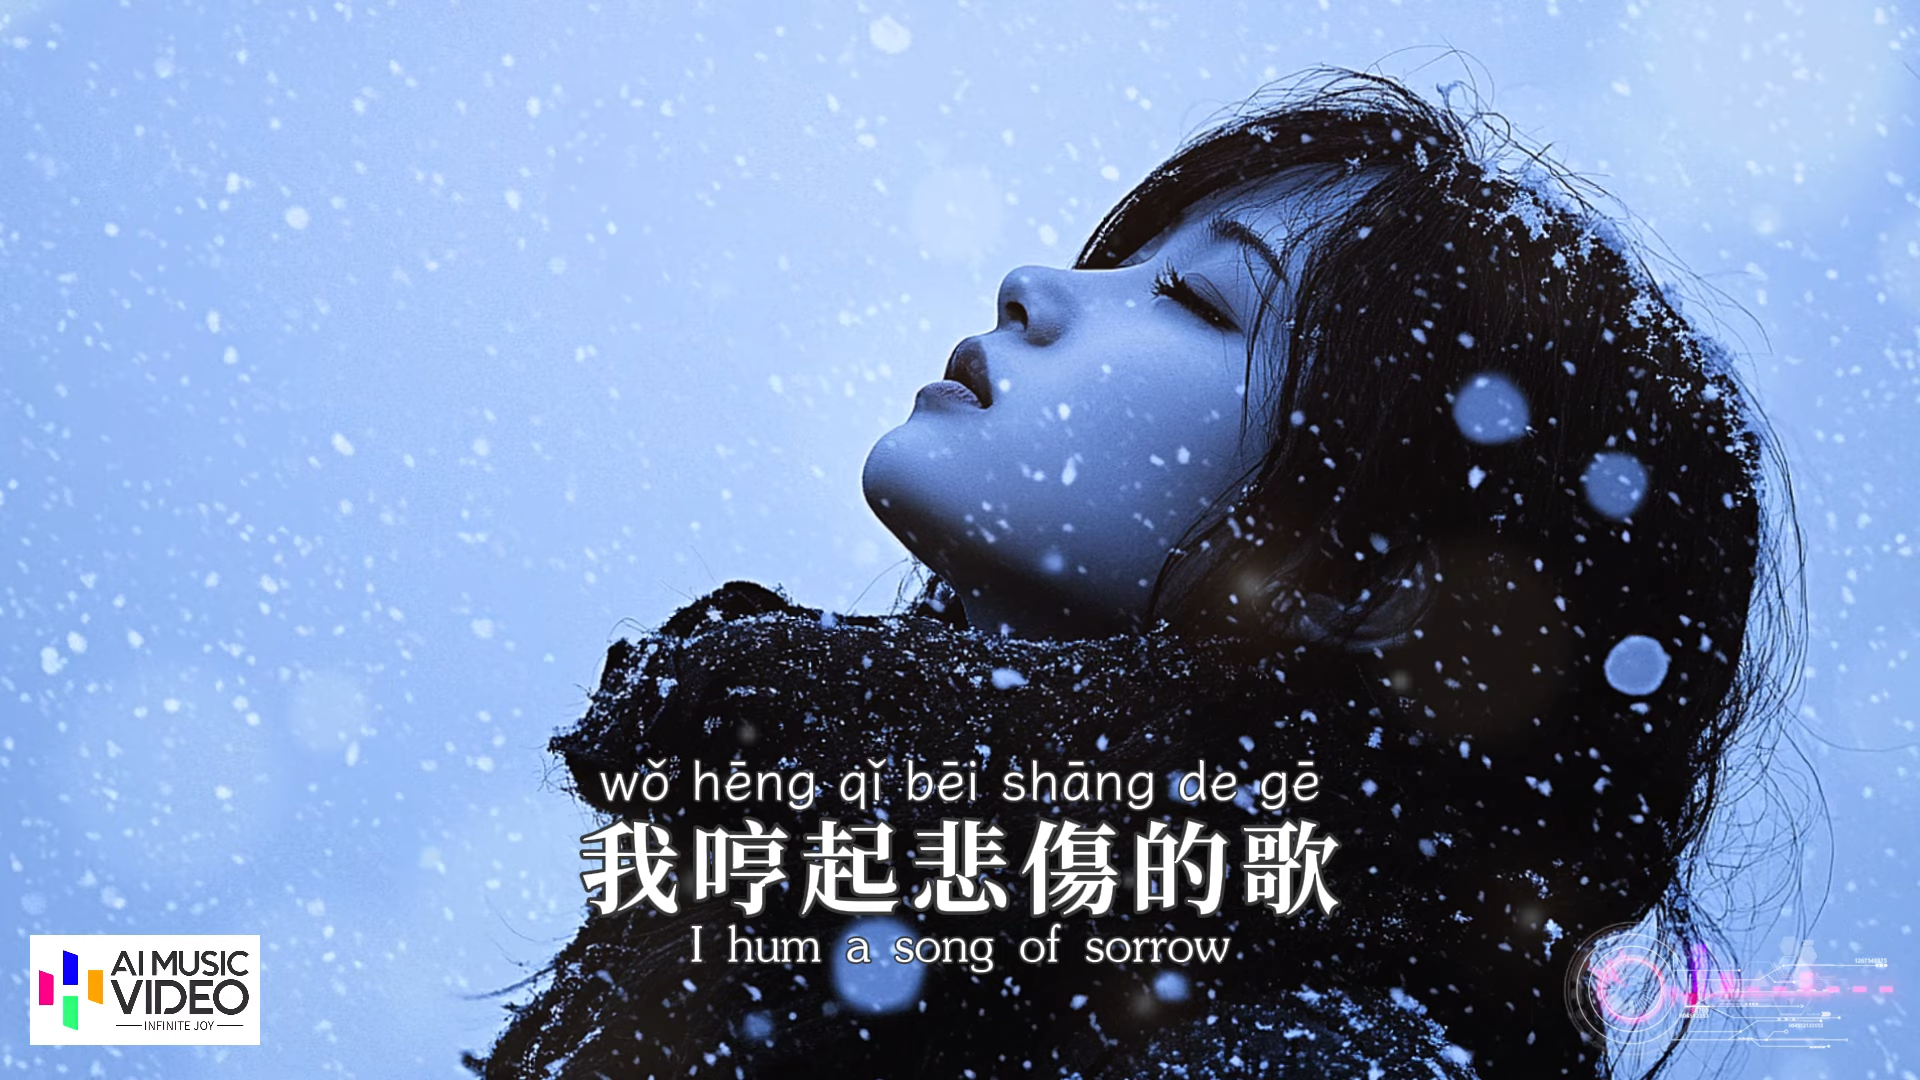 wǒ hēng qǐ bēi shāng de gē
我哼起悲傷的歌
I hum a song of sorrow
AI MUSIC
VIDEO
INFINITE JOY